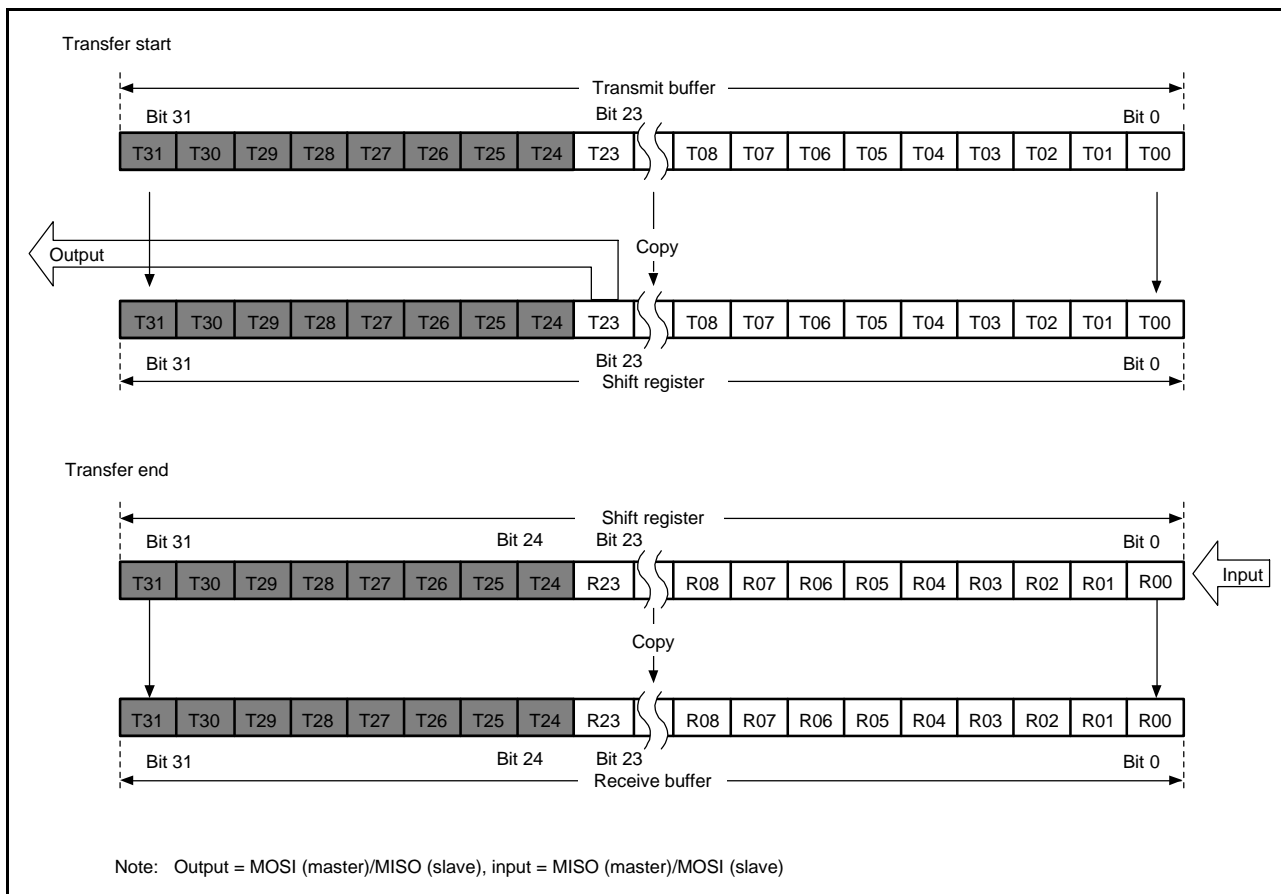 Transfer start
Transmit buffer
Bit 31 Bit 23 Bit 0
T31 T30 T29 T28 T27 T26 T25 T24 T23 T08 T07 T06 T05 T04 T03 T02 T01 T00
Output Copy
T31 T30 T29 T28 T27 T26 T25 T24 T23 T08 T07 T06 T05 T04 T03 T02 T01 T00
Bit 31 Bit 23 Bit 0
Shift register
Transfer end
Shift register
Bit 31 Bit 24 Bit 23 Bit 0
T31 T30 T29 T28 T27 T26 T25 T24 R23 R08 R07 R06 R05 R04 R03 R02 R01 R00 Input
Copy
T31 T30 T29 T28 T27 T26 T25 T24 R23 R08 R07 R06 R05 R04 R03 R02 R01 R00
Bit 31 Bit 24 Bit 23 Bit 0
Receive buffer
Note: Output = MOSI (master)/MISO (slave), input = MISO (master)/MOSI (slave)